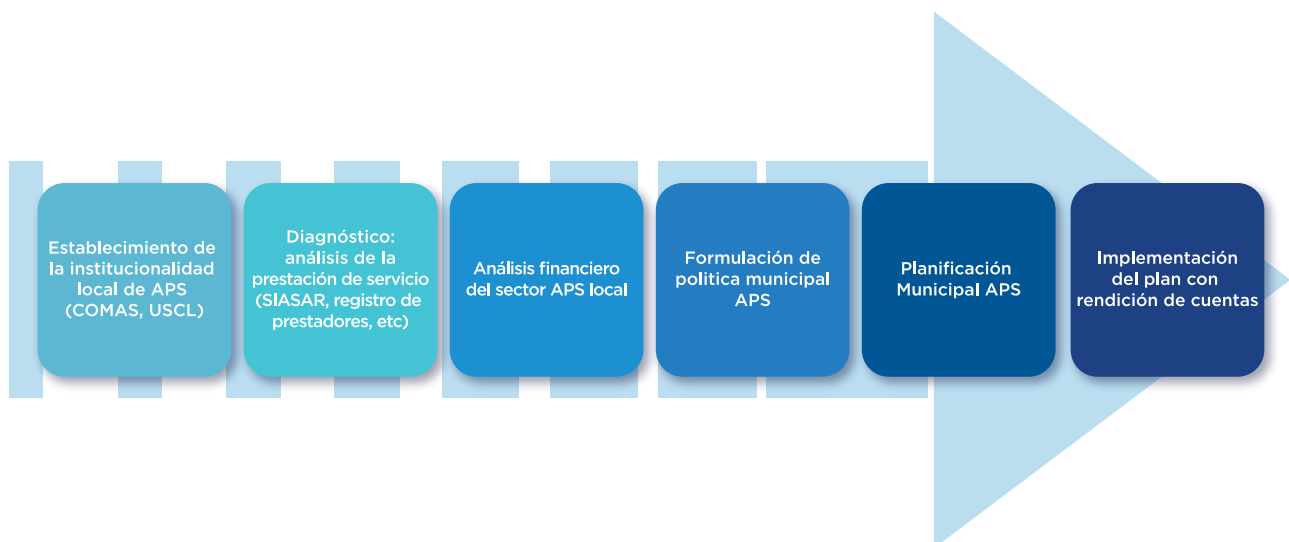 Establecimiento de
la institucionalidad
local de APS
(COMAS, USCL)
Diagnóstico:
análisis de la
prestación de servicio
(SIASAR, registro de
prestadores, etc)
Análisis financiero
del sector APS local
Formulación de
politica municipal
APS
Planificación
Municipal APS
Implementación
del plan con
rendición de cuentas